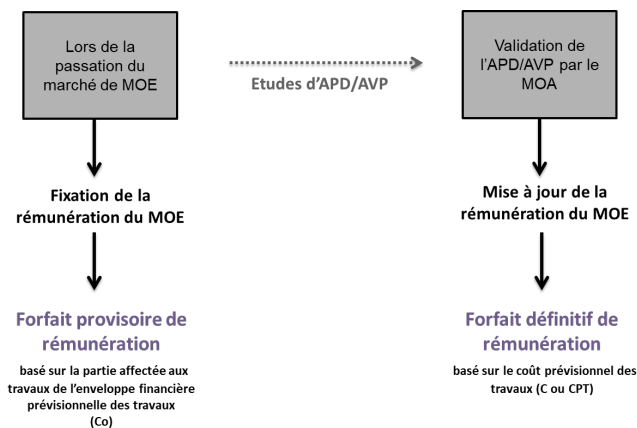 Lors de la
passation du
marché de MOE
Etudes d'APD/AVP
Validation de
l'APD/AVP par le
MOA
Fixation de la
rémunération du MOE
Mise à jour de la
rémunération du MOE
Forfait provisoire de
rémunération
basé sur la partie affectée aux
travaux de l'enveloppe financière
prévisionnelle des travaux
(Co)
Forfait définitif de
rémunération
basé sur le coût prévisionnel des
travaux (C ou CPT)